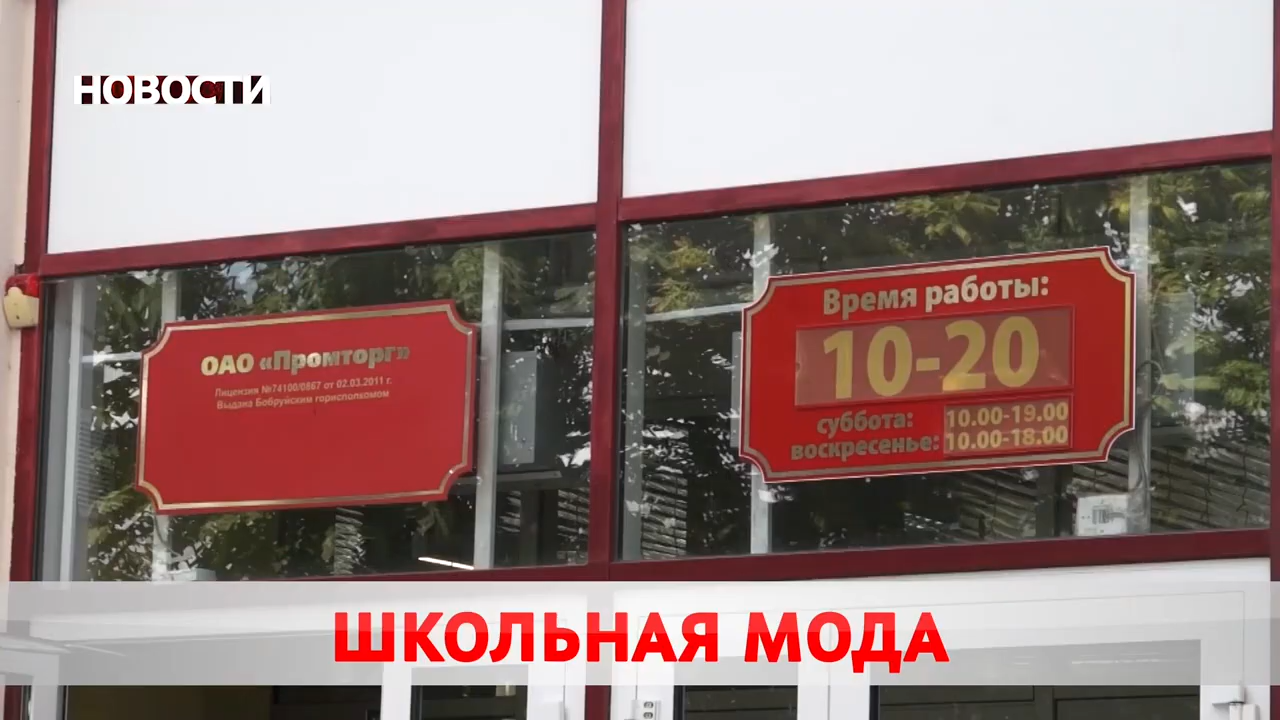 НОВОСТИ
ОАО «Промторг»
Лицензия №74100/0867 от 02.03.2011 г.
Выдана Бобруйским горисполкомом
Время работы:
10-20
суббота: 10.00-19.00
воскресенье: 10.00-18.00
ШКОЛЬНАЯ МОДА